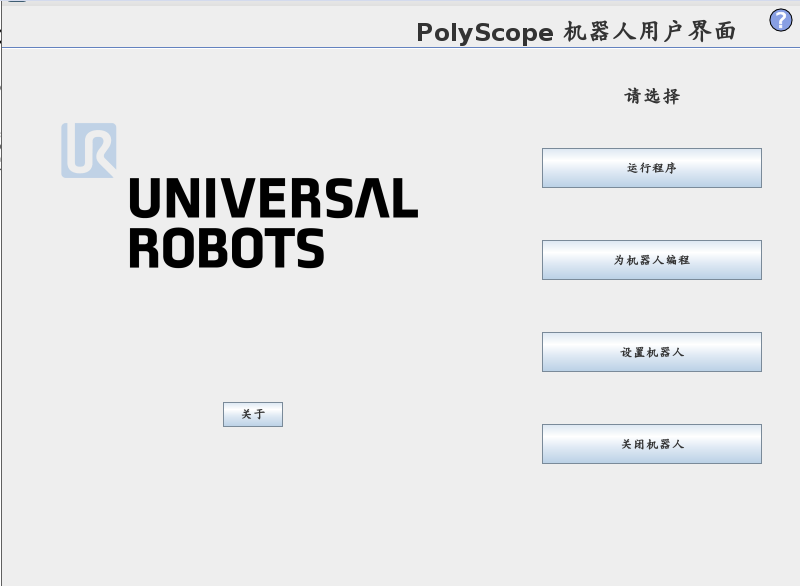 PolyScope 机器人用户界面
?
请选择
UR
UNIVERSAL
ROBOTS
运行程序
为机器人编程
设置机器人
关于
关闭机器人